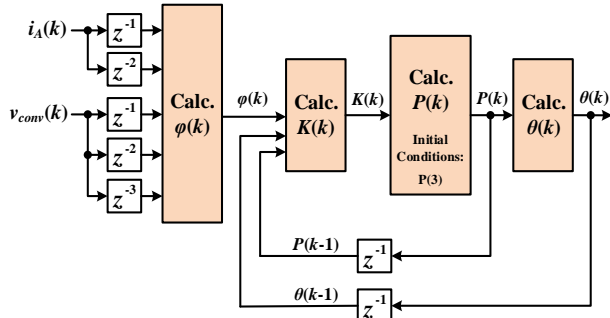 i_A(k)
z^-1
z^-2
v_conv(k)
z^-1
z^-2
z^-3
Calc.
φ(k)
φ(k)
Calc.
K(k)
K(k)
Calc.
P(k)
Initial
Conditions:
P(3)
P(k)
Calc.
θ(k)
θ(k)
P(k-1)
z^-1
θ(k-1)
z^-1